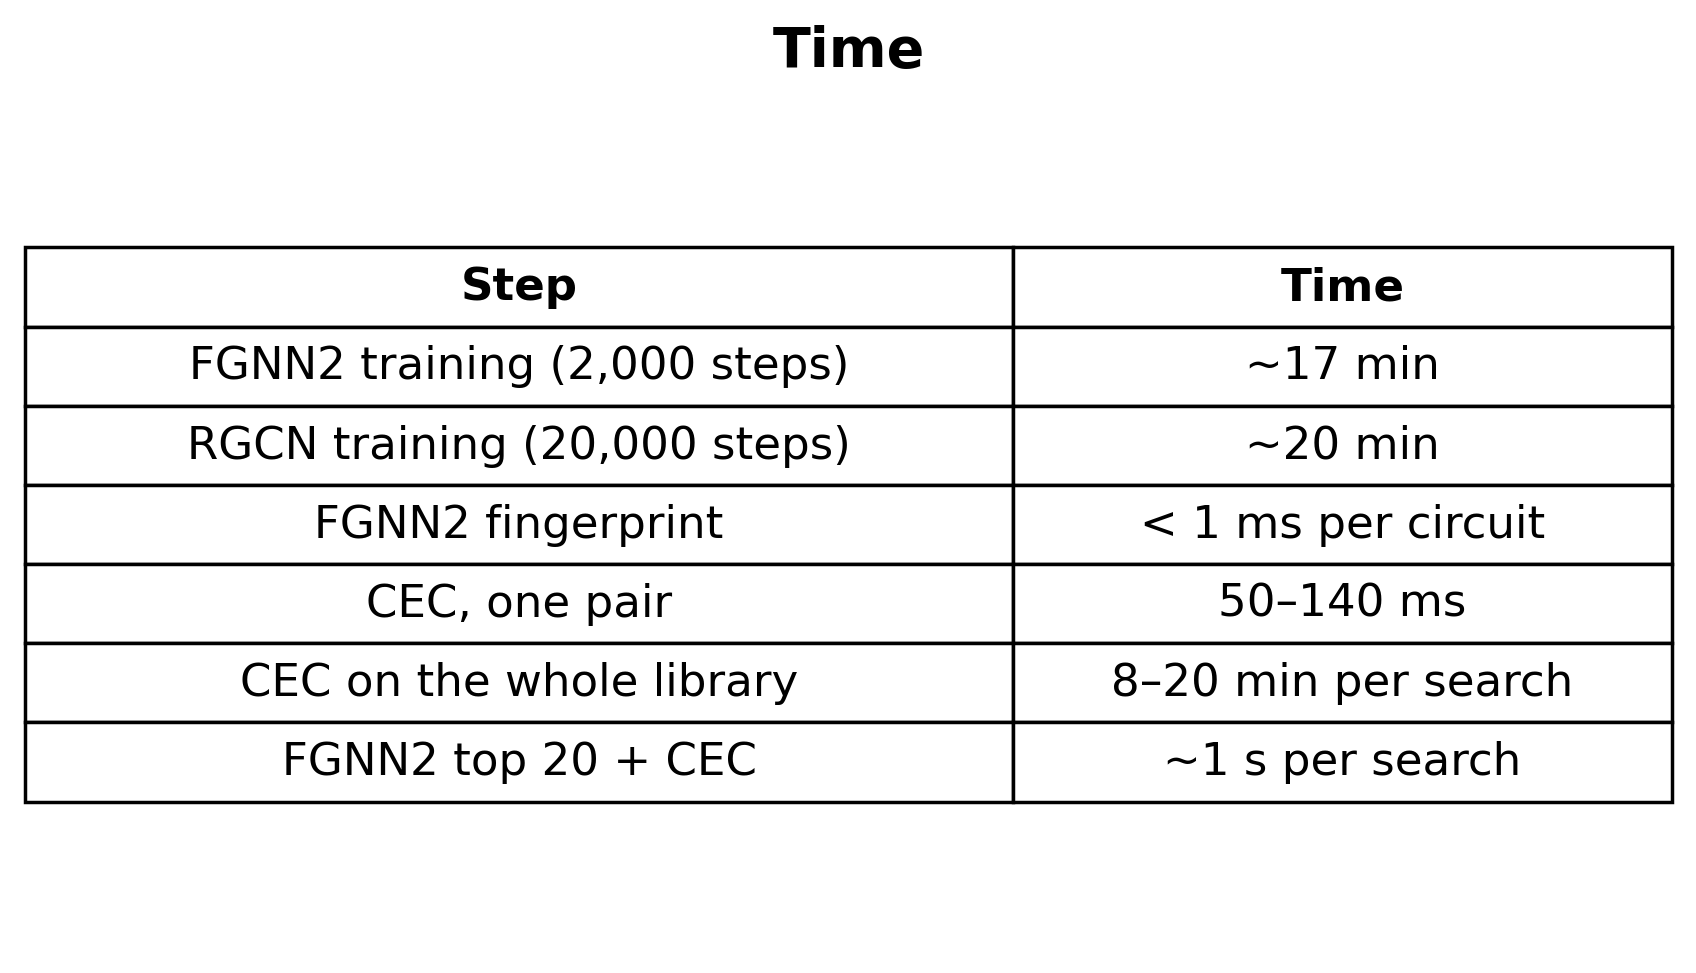 Time
Step Time
FGNN2 training (2,000 steps) ~17 min
RGCN training (20,000 steps) ~20 min
FGNN2 fingerprint < 1 ms per circuit
CEC, one pair 50–140 ms
CEC on the whole library 8–20 min per search
FGNN2 top 20 + CEC ~1 s per search